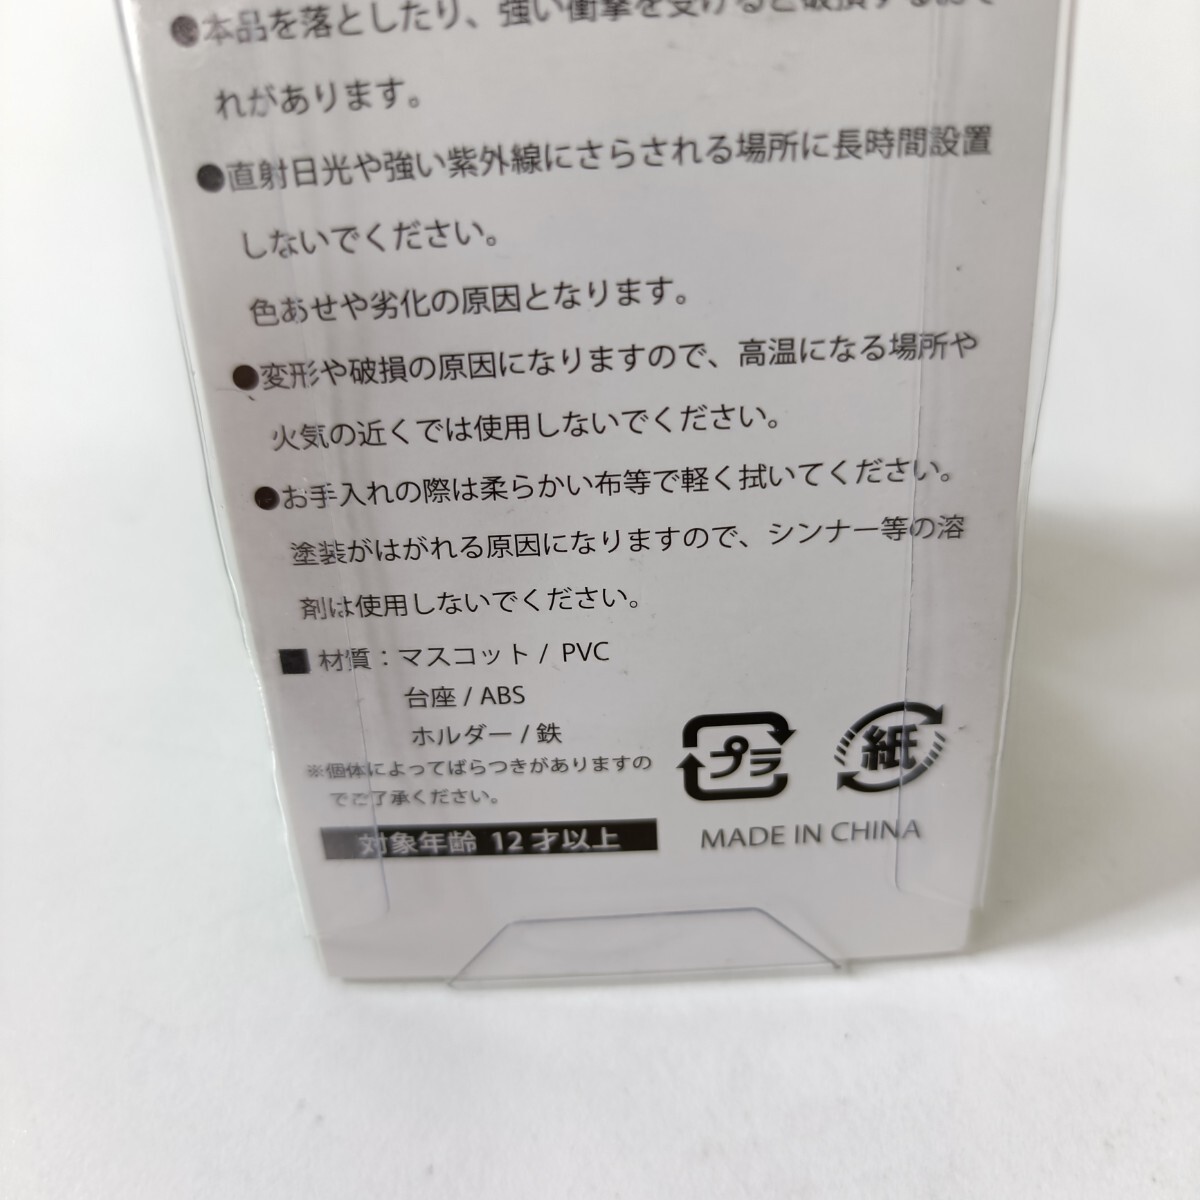 ●本品を落としたり、強い衝撃を受けると破損するおそ
れがあります。
●直射日光や強い紫外線にさらされる場所に長時間設置
しないでください。
色あせや劣化の原因となります。
●変形や破損の原因になりますので、高温になる場所や
火気の近くでは使用しないでください。
●お手入れの際は柔らかい布等で軽く拭いてください。
塗装がはがれる原因になりますので、シンナー等の溶
剤は使用しないでください。
■ 材質：マスコット / PVC
台座 / ABS
ホルダー / 鉄
※個体によってばらつきがありますの
でご了承ください。
対象年齢 12才以上
プラ
紙
MADE IN CHINA